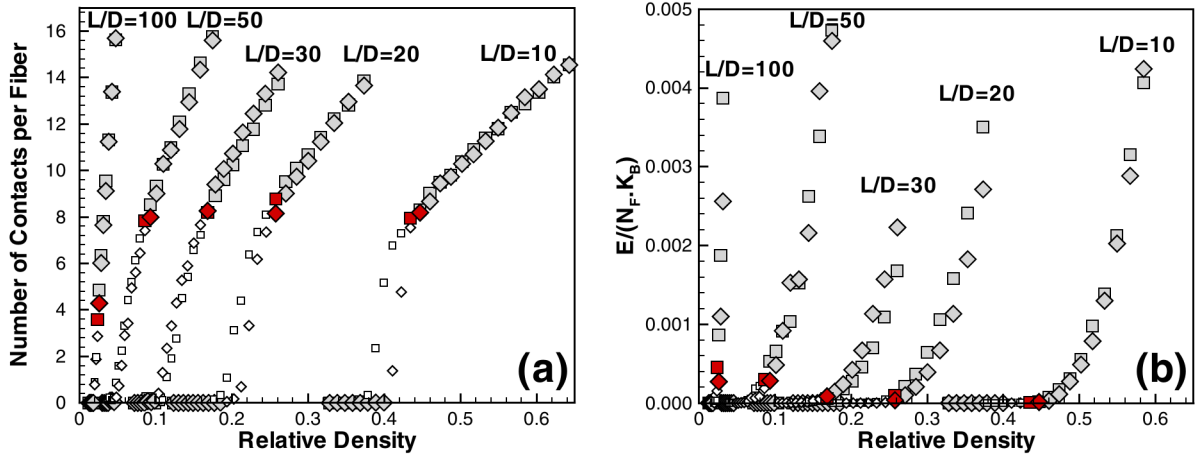 L/D=100 L/D=50
L/D=30 L/D=20 L/D=10
Number of Contacts per Fiber
16
14
12
10
8
6
4
2
0
0 0.1 0.2 0.3 0.4 0.5 0.6
Relative Density
(a)
L/D=50
L/D=10
L/D=100
L/D=20
L/D=30
E/(N_F.K_B)
0.005
0.004
0.003
0.002
0.001
0.000
0 0.1 0.2 0.3 0.4 0.5 0.6
Relative Density
(b)